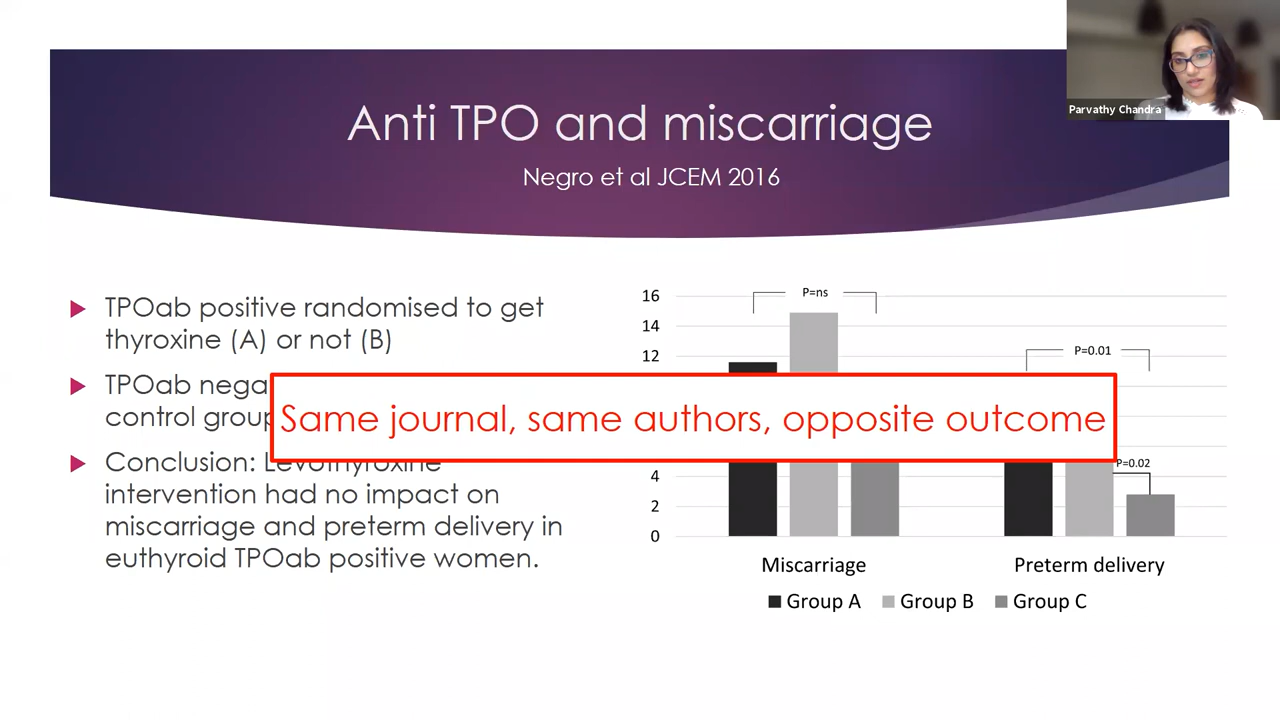 Parvathy Chandra
Anti TPO and miscarriage
Negro et al JCEM 2016
TPOab positive randomised to get
thyroxine (A) or not (B)
TPOab nega
control group
Conclusion: Levothyroxine
intervention had no impact on
miscarriage and preterm delivery in
euthyroid TPOab positive women.
Same journal, same authors, opposite outcome
16
14
12
4
2
0
P=ns
P=0.01
P=0.02
Miscarriage
Preterm delivery
Group A
Group B
Group C